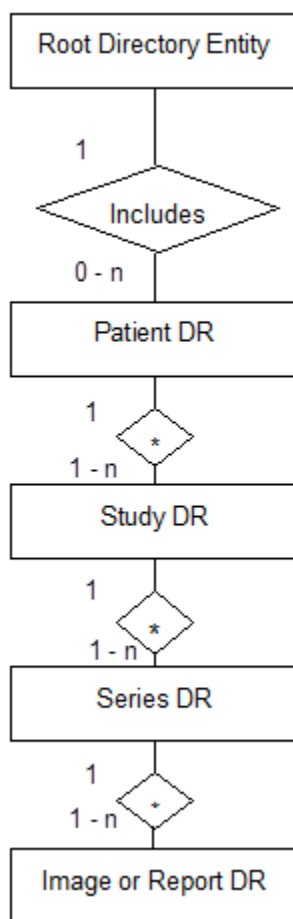 Root Directory Entity
1
Includes
0 - n
Patient DR
1
*
1 - n
Study DR
1
*
1 - n
Series DR
1
*
1 - n
Image or Report DR